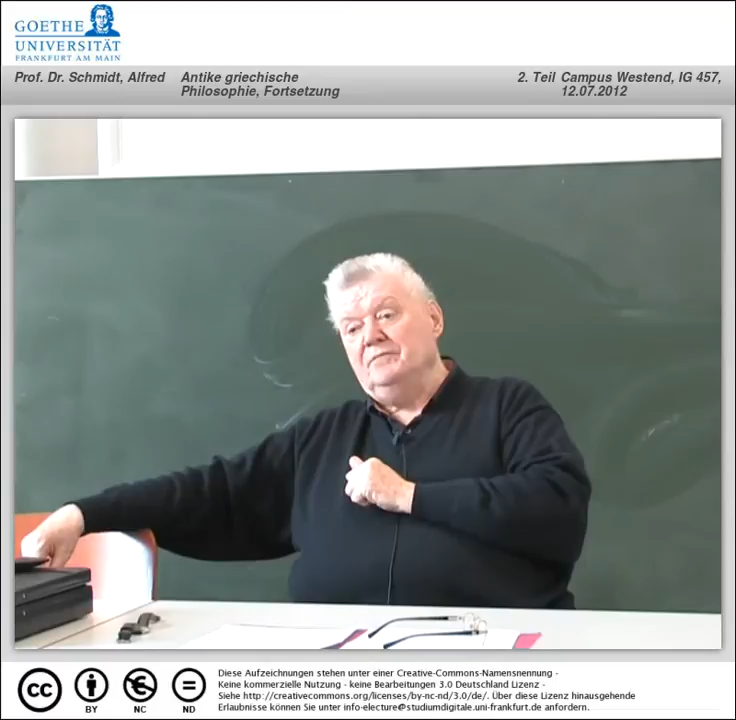 GOETHE
UNIVERSITÄT
FRANKFURT AM MAIN
Prof. Dr. Schmidt, Alfred Antike griechische 2. Teil Campus Westend, IG 457,
Philosophie, Fortsetzung 12.07.2012
cc BY NC ND
Diese Aufzeichnungen stehen unter einer Creative-Commons-Namensnennung -
Keine kommerzielle Nutzung - keine Bearbeitungen 3.0 Deutschland Lizenz -
Siehe http://creativecommons.org/licenses/by-nc-nd/3.0/de/. Über diese Lizenz hinausgehende
Erlaubnisse können Sie unter info-electure@studiumdigitale.uni-frankfurt.de anfordern.